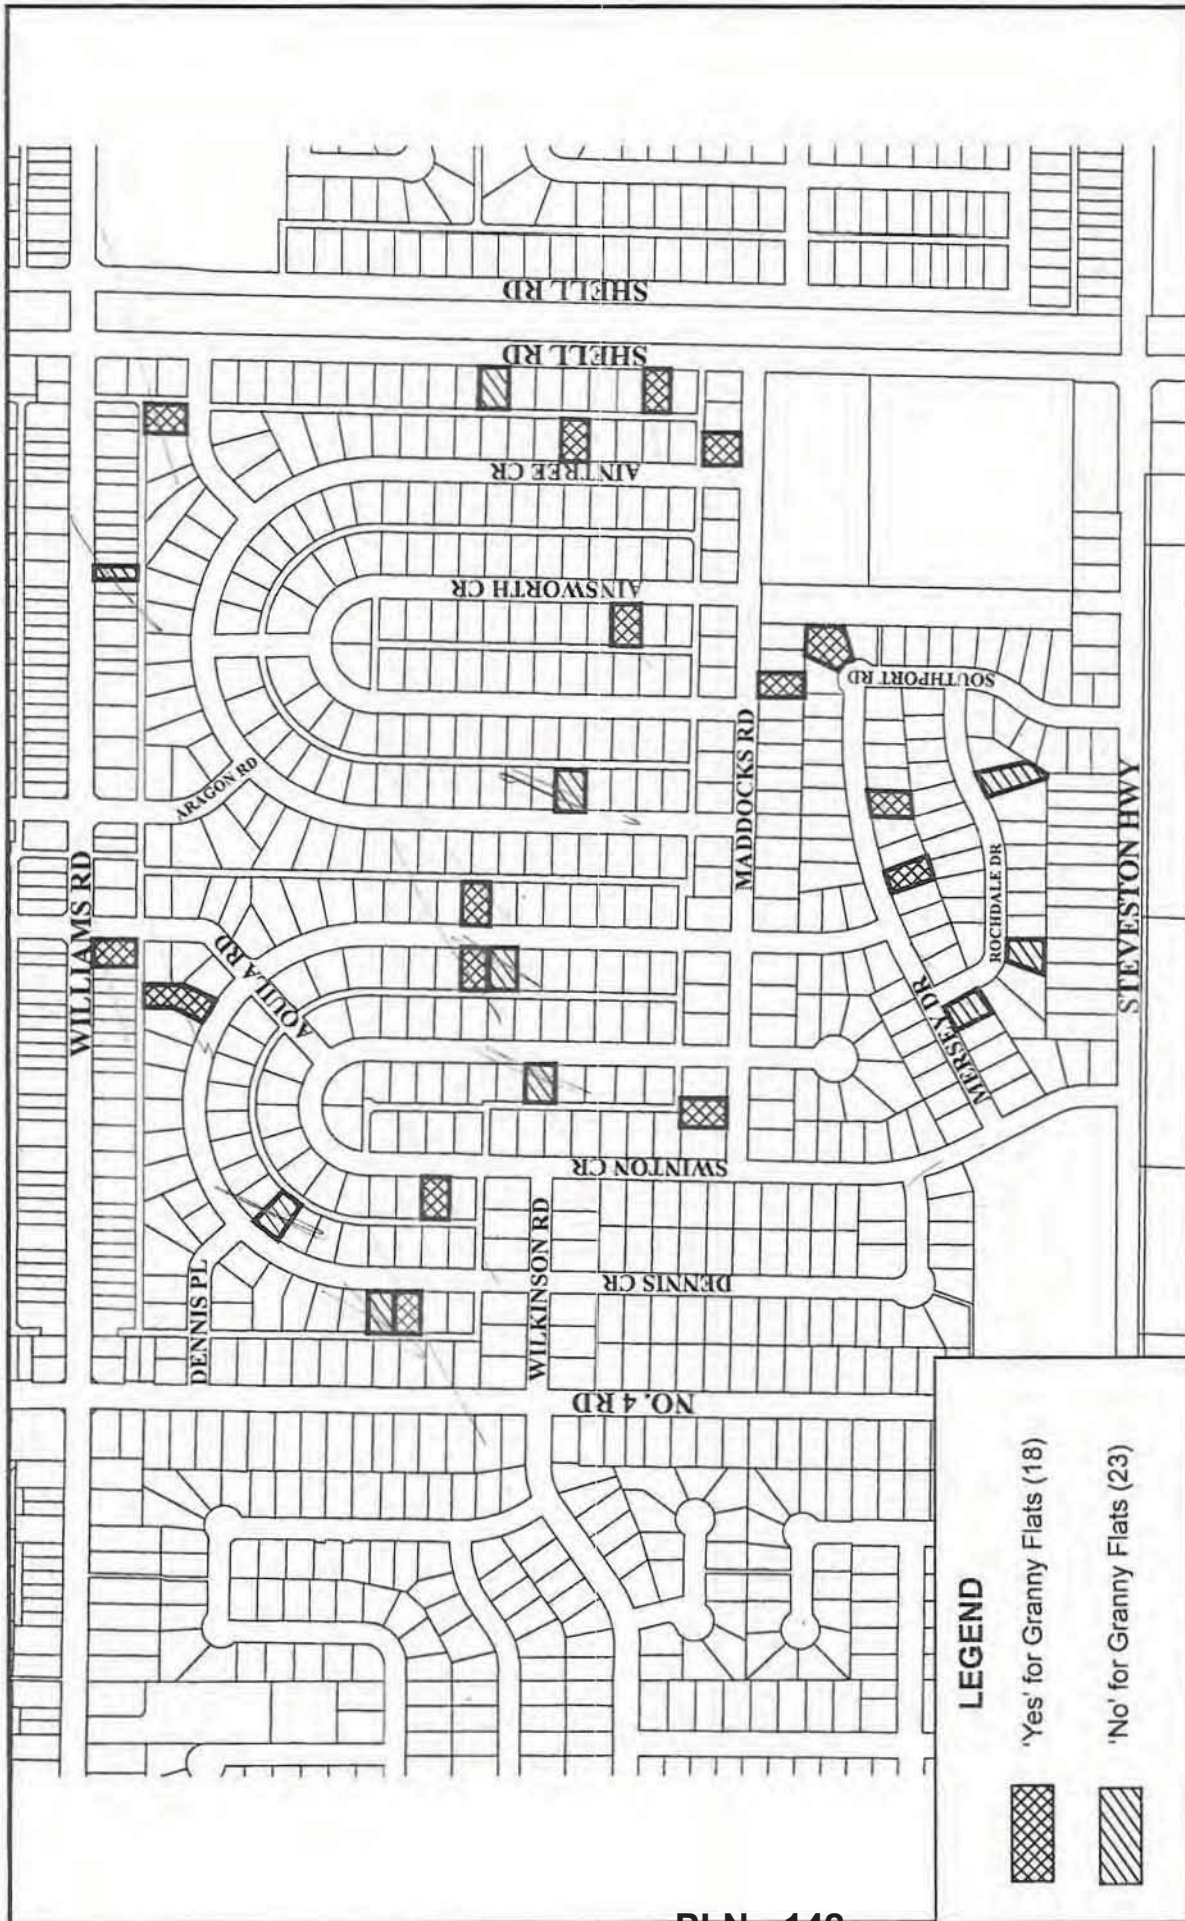 SHELL RD
SHELL RD
AINTREE CR
AINSWORTH CR
SOUTHPORT RD
ARAGON RD
MADDOCKS RD
WILLIAMS RD
ROCHDALE DR
STEVESTON HWY
AQUILA RD
MERSEY DR
SWINTON CR
WILKINSON RD
DENNIS CR
DENNIS PL
NO. 4 RD
LEGEND
'Yes' for Granny Flats (18)
'No' for Granny Flats (23)